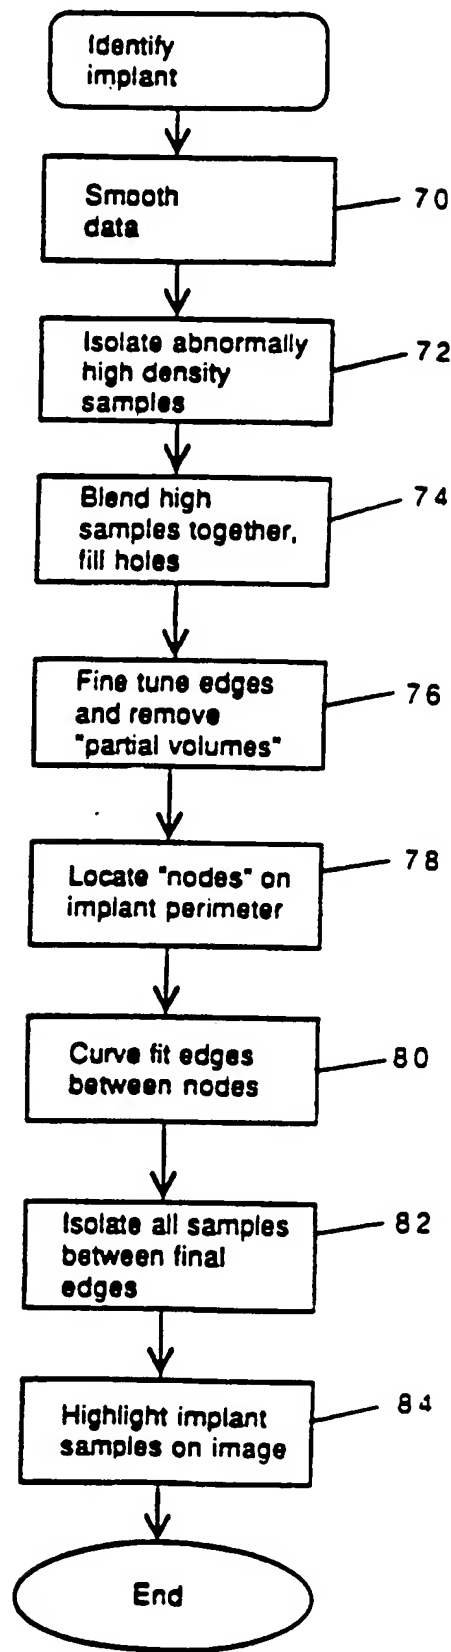 Identify
implant
Smooth
data
70
Isolate abnormally
high density
samples
72
Blend high
samples together,
fill holes
74
Fine tune edges
and remove
"partial volumes"
76
Locate "nodes" on
implant perimeter
78
Curve fit edges
between nodes
80
Isolate all samples
between final
edges
82
Highlight implant
samples on image
84
End